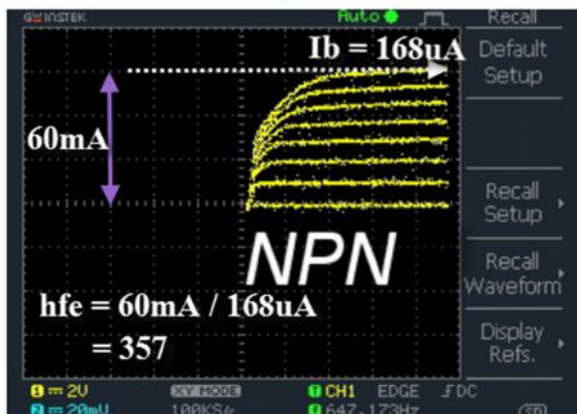 GWINSTEK
Auto
Recall
Ib = 168uA
Default
Setup
60mA
Recall
Setup
NPN
Recall
Waveform
hfe = 60mA / 168uA
= 357
Display
Refs.
1 2V
XY MODE
1 CH1 EDGE DC
2 20mV
100KS/s
647.173Hz